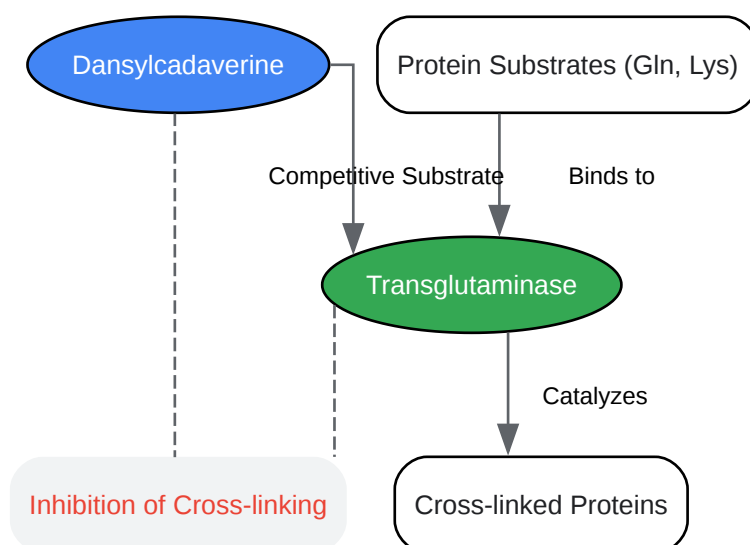 Dansylcadaverine
Protein Substrates (Gln, Lys)
Competitive Substrate
Binds to
Transglutaminase
Catalyzes
Inhibition of Cross-linking
Cross-linked Proteins